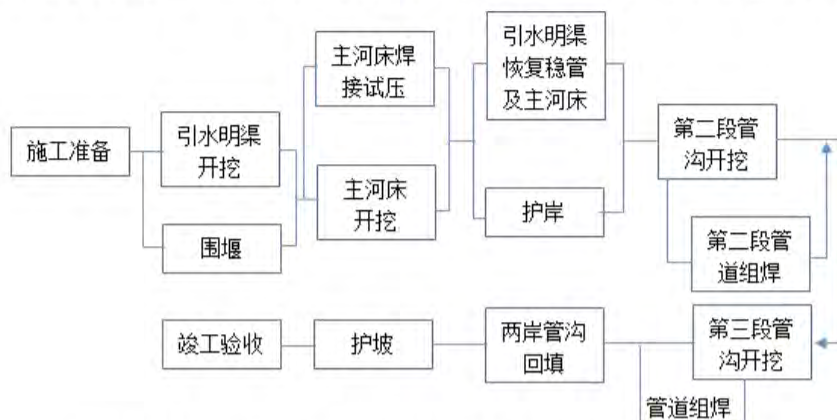 施工准备
引水明渠
开挖
围堰
主河床焊
接试压
主河床
开挖
引水明渠
恢复稳管
及主河床
护岸
第二段管
沟开挖
第二段管
道组焊
竣工验收
护坡
两岸管沟
回填
第三段管
沟开挖
管道组焊